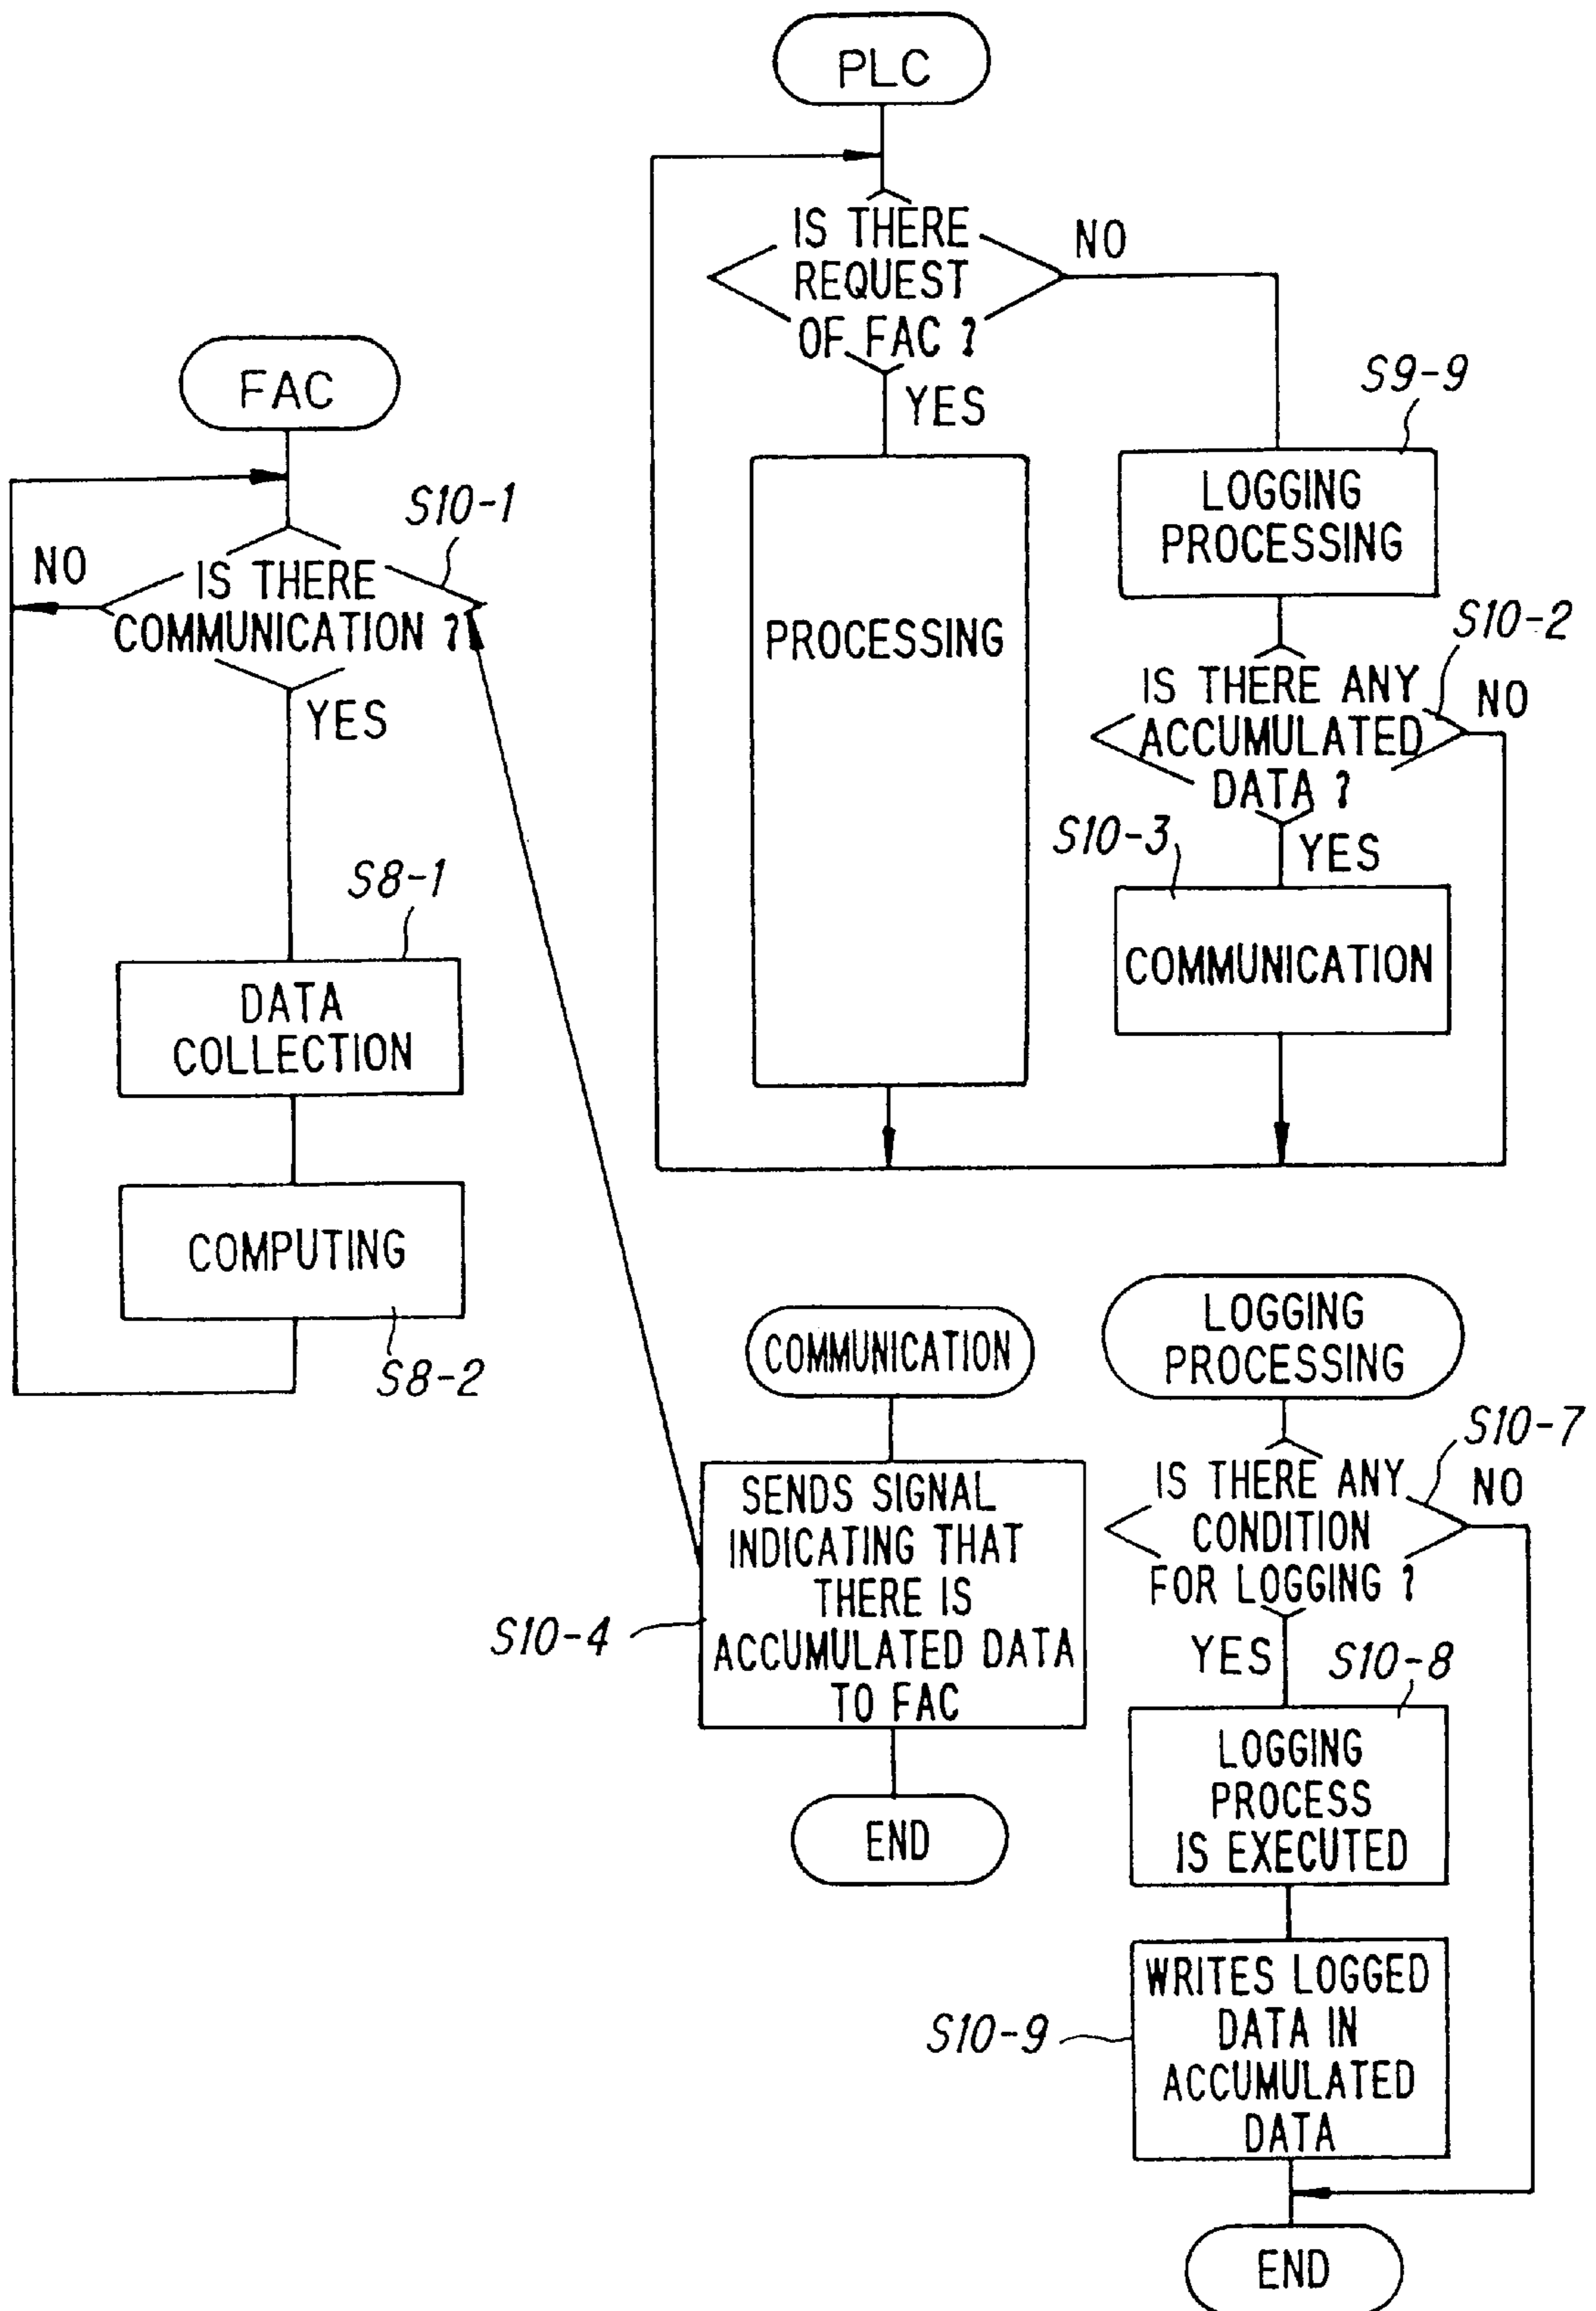 PLC
IS THERE
REQUEST
OF FAC ?
NO
YES
PROCESSING
S9-9
LOGGING
PROCESSING
S10-2
IS THERE ANY
ACCUMULATED
DATA ?
NO
YES
S10-3
COMMUNICATION
FAC
S10-1
NO
IS THERE
COMMUNICATION ?
YES
S8-1
DATA
COLLECTION
COMPUTING
S8-2
COMMUNICATION
SENDS SIGNAL
INDICATING THAT
THERE IS
ACCUMULATED DATA
TO FAC
S10-4
END
LOGGING
PROCESSING
S10-7
IS THERE ANY
CONDITION
FOR LOGGING ?
NO
YES
S10-8
LOGGING
PROCESS
IS EXECUTED
WRITES LOGGED
DATA IN
ACCUMULATED
DATA
S10-9
END